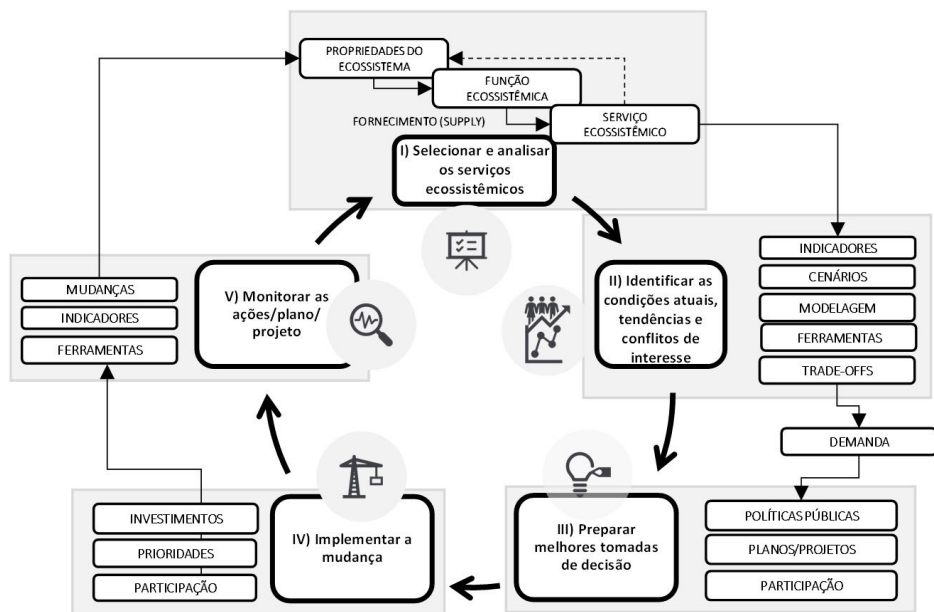 PROPRIEDADES DO
ECOSSISTEMA
FUNÇÃO
ECOSSISTÊMICA
FORNECIMENTO (SUPPLY)
SERVIÇO
ECOSSISTÊMICO
I) Selecionar e analisar
os serviços
ecossistêmicos
II) Identificar as
condições atuais,
tendências e
conflitos de
interesse
INDICADORES
CENÁRIOS
MODELAGEM
FERRAMENTAS
TRADE-OFFS
DEMANDA
III) Preparar
melhores tomadas
de decisão
POLÍTICAS PÚBLICAS
PLANOS/PROJETOS
PARTICIPAÇÃO
IV) Implementar a
mudança
INVESTIMENTOS
PRIORIDADES
PARTICIPAÇÃO
V) Monitorar as
ações/plano/
projeto
MUDANÇAS
INDICADORES
FERRAMENTAS